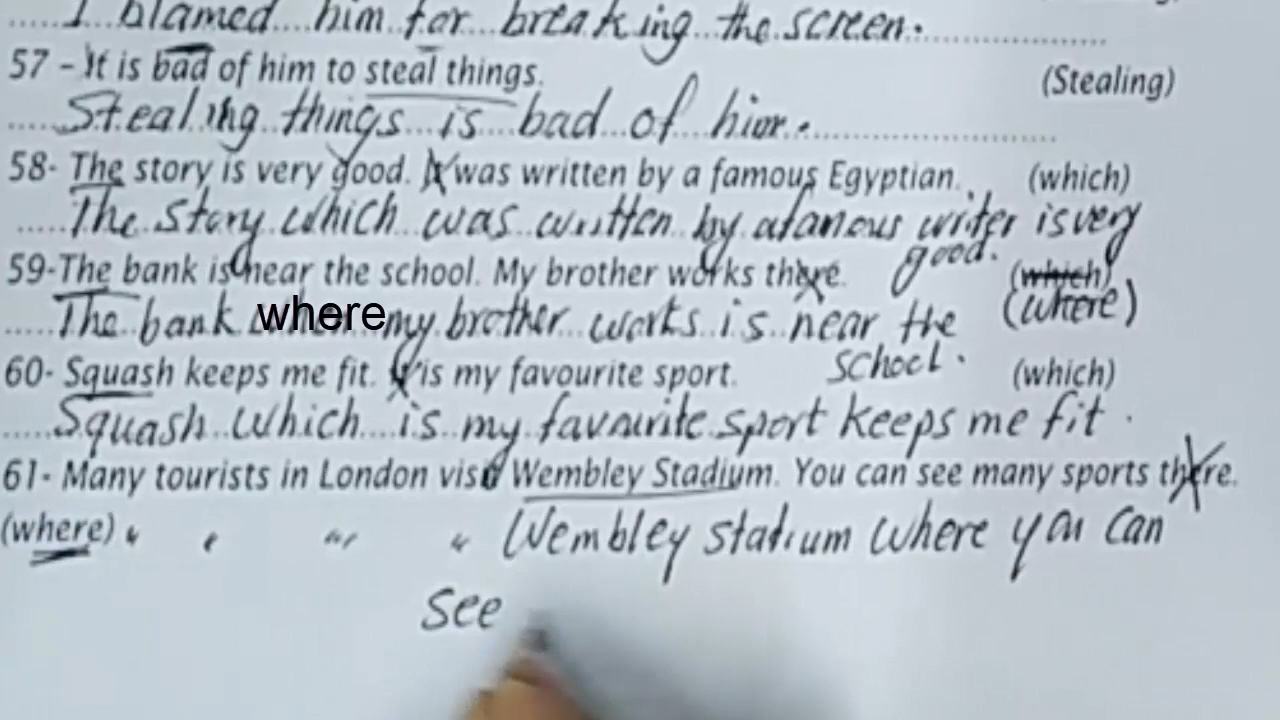 I blamed him for breaking the screen.
57 - It is bad of him to steal things. (Stealing)
Stealing things is bad of him.
58- The story is very good. It was written by a famous Egyptian. (which)
The story which was written by a famous writer is very
good.
59-The bank is near the school. My brother works there. (which)
The bank where my brother works is near the (where)
school.
60- Squash keeps me fit. It is my favourite sport. (which)
Squash which is my favourite sport keeps me fit.
61- Many tourists in London visit Wembley Stadium. You can see many sports there.
(where) " " " " Wembley stadium where you can
see